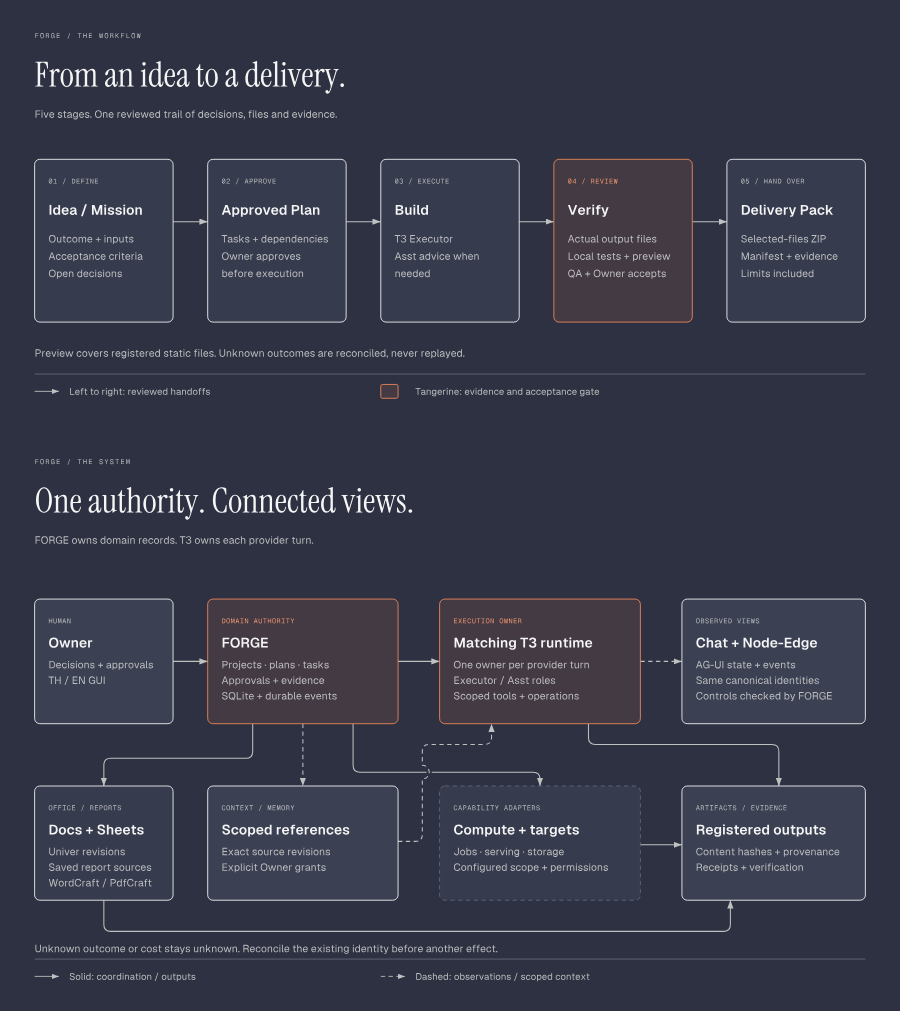 FORGE / THE WORKFLOW
From an idea to a delivery.
Five stages. One reviewed trail of decisions, files and evidence.
01 / DEFINE
Idea / Mission
Outcome + inputs
Acceptance criteria
Open decisions
02 / APPROVE
Approved Plan
Tasks + dependencies
Owner approves
before execution
03 / EXECUTE
Build
T3 Executor
Asst advice when
needed
04 / REVIEW
Verify
Actual output files
Local tests + preview
QA + Owner accepts
05 / HAND OVER
Delivery Pack
Selected-files ZIP
Manifest + evidence
Limits included
Preview covers registered static files. Unknown outcomes are reconciled, never replayed.
Left to right: reviewed handoffs
Tangerine: evidence and acceptance gate
FORGE / THE SYSTEM
One authority. Connected views.
FORGE owns domain records. T3 owns each provider turn.
HUMAN
Owner
Decisions + approvals
TH / EN GUI
DOMAIN AUTHORITY
FORGE
Projects · plans · tasks
Approvals + evidence
SQLite + durable events
EXECUTION OWNER
Matching T3 runtime
One owner per provider turn
Executor / Asst roles
Scoped tools + operations
OBSERVED VIEWS
Chat + Node-Edge
AG-UI state + events
Same canonical identities
Controls checked by FORGE
OFFICE / REPORTS
Docs + Sheets
Univer revisions
Saved report sources
WordCraft / PdfCraft
CONTEXT / MEMORY
Scoped references
Exact source revisions
Explicit Owner grants
CAPABILITY ADAPTERS
Compute + targets
Jobs · serving · storage
Configured scope + permissions
ARTIFACTS / EVIDENCE
Registered outputs
Content hashes + provenance
Receipts + verification
Unknown outcome or cost stays unknown. Reconcile the existing identity before another effect.
Solid: coordination / outputs
Dashed: observations / scoped context